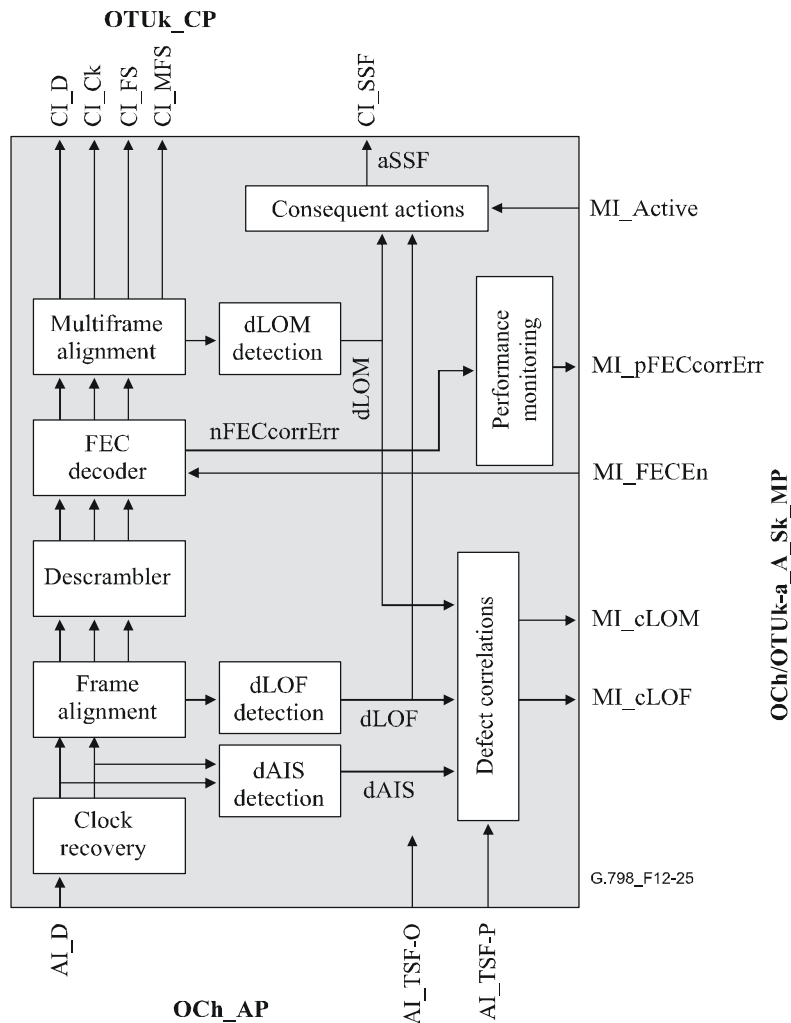 OTUk_CP
CI_D
CI_Ck
CI_FS
CI_MFS
CI_SSF
aSSF
Consequent actions
MI_Active
Multiframe
alignment
dLOM
detection
dLOM
Performance
monitoring
MI_pFECcorrErr
FEC
decoder
nFECcorrErr
MI_FECEn
OCh/OTUk-a_A_Sk_MP
Descrambler
Defect correlations
MI_cLOM
Frame
alignment
dLOF
detection
dLOF
MI_cLOF
dAIS
detection
dAIS
Clock
recovery
G.798_F12-25
AI_D
AI_TSF-O
AI_TSF-P
OCh_AP